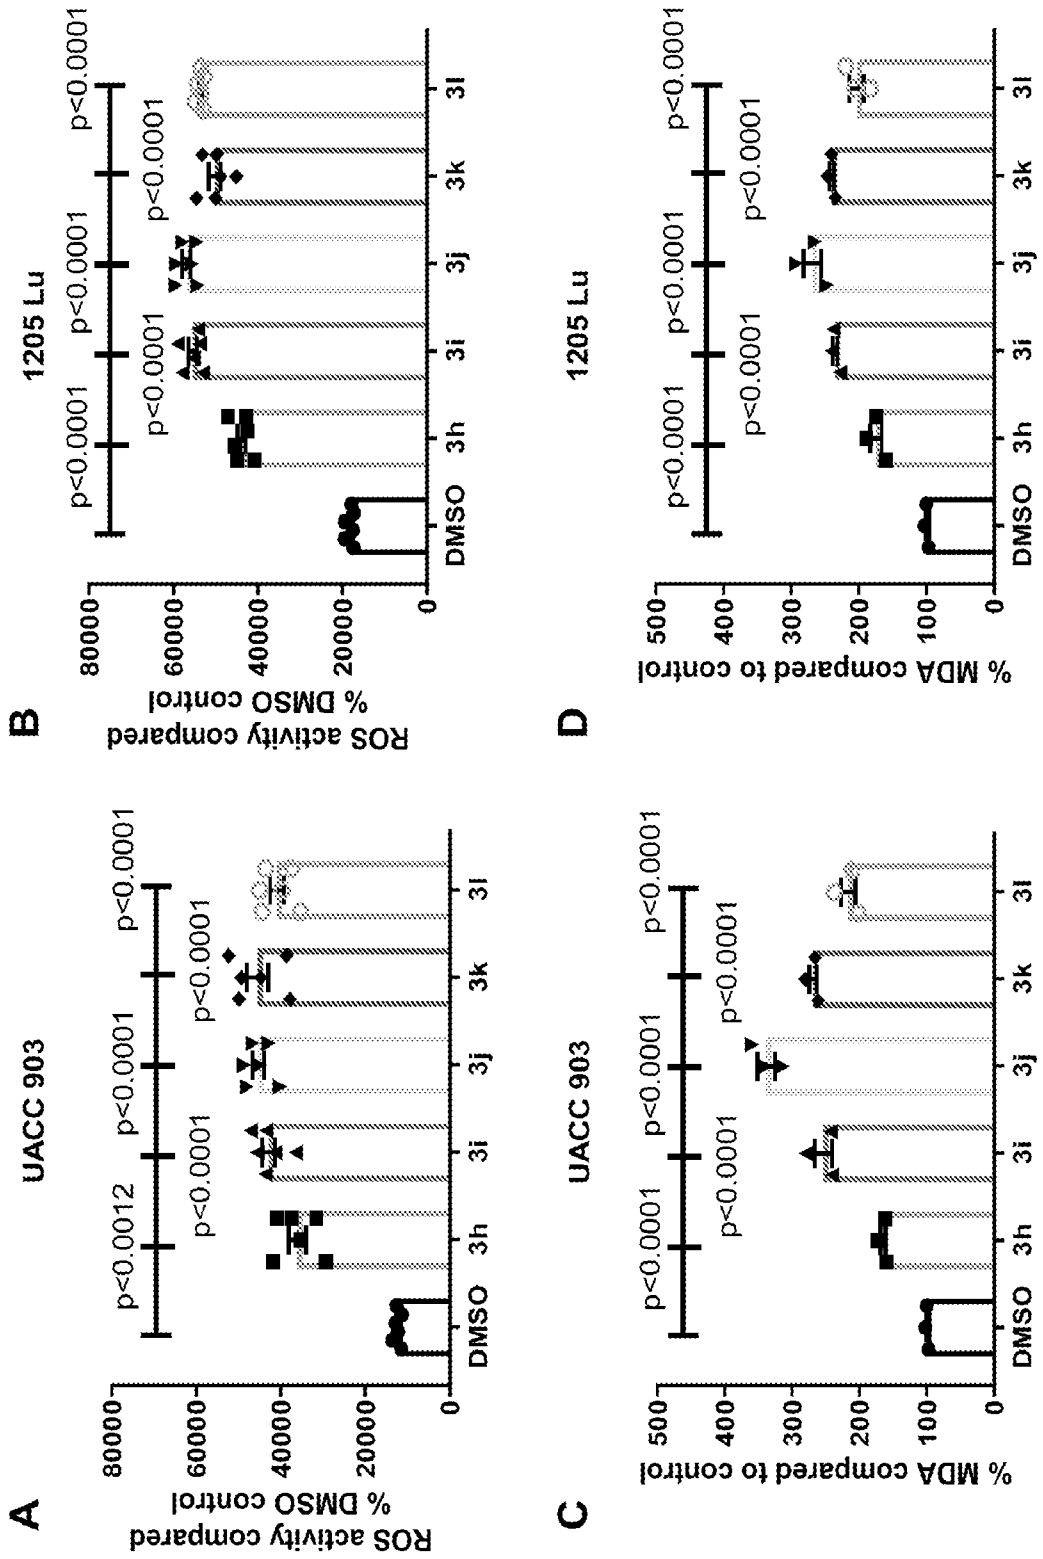 A
UACC 903
ROS activity compared
% DMSO control
80000
60000
40000
20000
0
p<0.0012
p<0.0001
p<0.0001
p<0.0001
p<0.0001
DMSO
3h
3i
3j
3k
3l
B
1205 Lu
ROS activity compared
% DMSO control
80000
60000
40000
20000
0
p<0.0001
p<0.0001
p<0.0001
p<0.0001
p<0.0001
DMSO
3h
3i
3j
3k
3l
C
UACC 903
% MDA compared to control
500
400
300
200
100
0
p<0.0001
p<0.0001
p<0.0001
p<0.0001
p<0.0001
DMSO
3h
3i
3j
3k
3l
D
1205 Lu
% MDA compared to control
500
400
300
200
100
0
p<0.0001
p<0.0001
p<0.0001
p<0.0001
p<0.0001
DMSO
3h
3i
3j
3k
3l